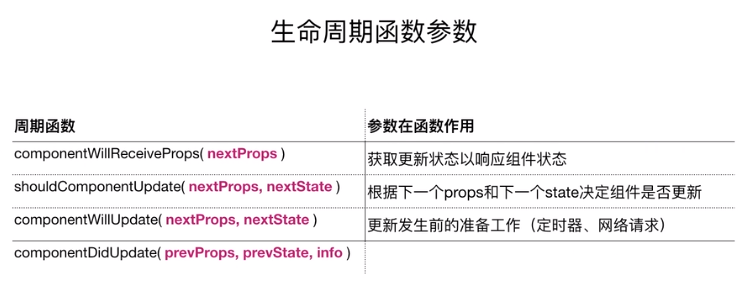 生命周期函数参数
周期函数 参数在函数作用
componentWillReceiveProps( nextProps ) 获取更新状态以响应组件状态
shouldComponentUpdate( nextProps, nextState ) 根据下一个props和下一个state决定组件是否更新
componentWillUpdate( nextProps, nextState ) 更新发生前的准备工作（定时器、网络请求）
componentDidUpdate( prevProps, prevState, info )